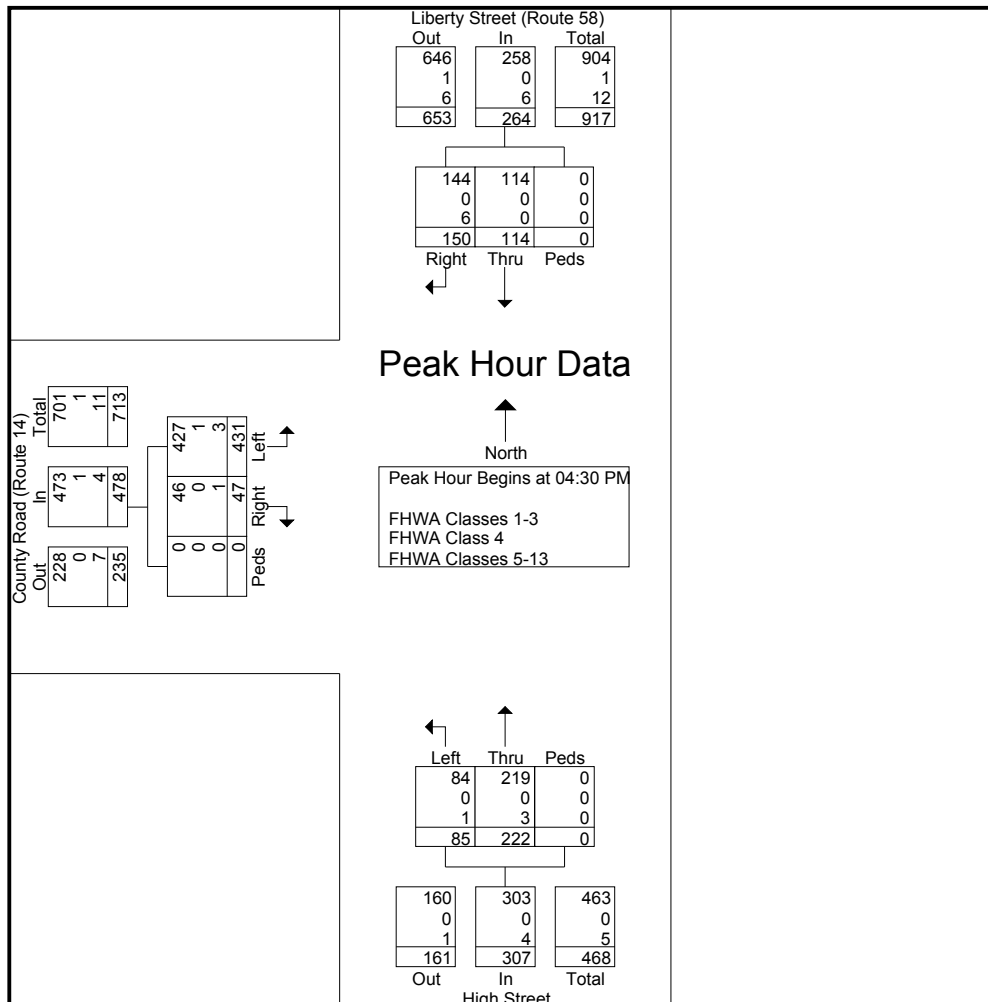 Liberty Street (Route 58)
Out In Total
646 258 904
1 0 1
6 6 12
653 264 917
144 114 0
0 0 0
6 0 0
150 114 0
Right Thru Peds
Peak Hour Data
North
Peak Hour Begins at 04:30 PM
FHWA Classes 1-3
FHWA Class 4
FHWA Classes 5-13
County Road (Route 14)
Out In Total
228 473 701
0 1 1
7 4 11
235 478 713
0 46 427
0 0 1
0 1 3
0 47 431
Peds Right Left
Left Thru Peds
84 219 0
0 0 0
1 3 0
85 222 0
160 303 463
0 0 0
1 4 5
161 307 468
Out In Total
High Street